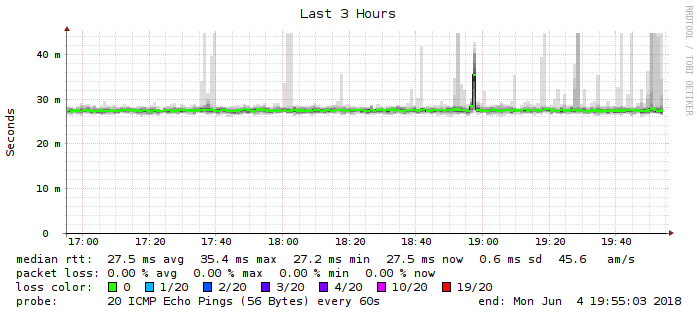 Last 3 Hours
RRDTOOL / TOBI OETIKER
Seconds
40 m
30 m
20 m
10 m
0
17:00 17:20 17:40 18:00 18:20 18:40 19:00 19:20 19:40
median rtt: 27.5 ms avg 35.4 ms max 27.2 ms min 27.5 ms now 0.6 ms sd 45.6 am/s
packet loss: 0.00 % avg 0.00 % max 0.00 % min 0.00 % now
loss color: 0 1/20 2/20 3/20 4/20 10/20 19/20
probe: 20 ICMP Echo Pings (56 Bytes) every 60s end: Mon Jun 4 19:55:03 2018